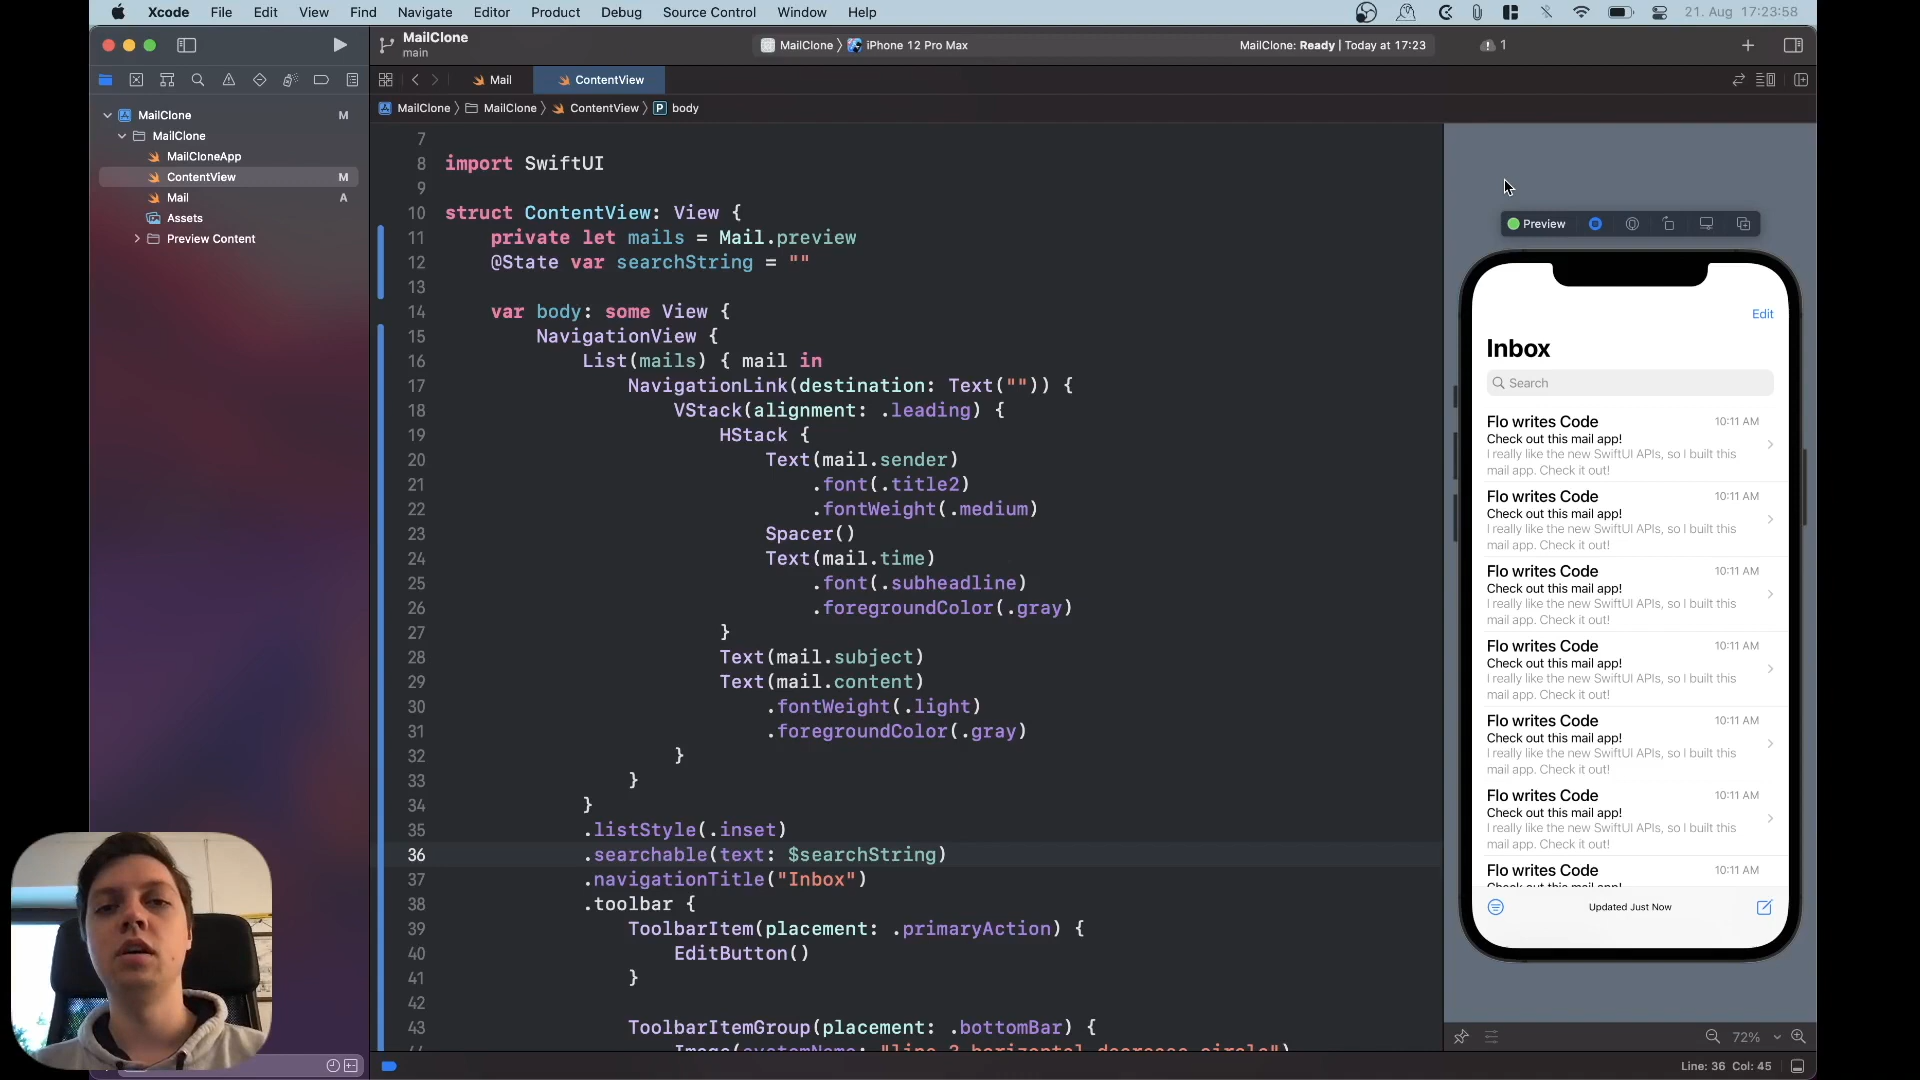 Xcode File Edit View Find Navigate Editor Product Debug Source Control Window Help 21. Aug 17:23:58
MailClone
main
MailClone iPhone 12 Pro Max
MailClone: Ready | Today at 17:23
1
Mail ContentView
MailClone MailClone ContentView P body
MailClone M
MailClone
MailCloneApp
ContentView M
Mail A
Assets
Preview Content
7
8 import SwiftUI
9
10 struct ContentView: View {
11 private let mails = Mail.preview
12 @State var searchString = ""
13
14 var body: some View {
15 NavigationView {
16 List(mails) { mail in
17 NavigationLink(destination: Text("")) {
18 VStack(alignment: .leading) {
19 HStack {
20 Text(mail.sender)
21 .font(.title2)
22 .fontWeight(.medium)
23 Spacer()
24 Text(mail.time)
25 .font(.subheadline)
26 .foregroundColor(.gray)
27 }
28 Text(mail.subject)
29 Text(mail.content)
30 .fontWeight(.light)
31 .foregroundColor(.gray)
32 }
33 }
34 }
35 .listStyle(.inset)
36 .searchable(text: $searchString)
37 .navigationTitle("Inbox")
38 .toolbar {
39 ToolbarItem(placement: .primaryAction) {
40 EditButton()
41 }
42
43 ToolbarItemGroup(placement: .bottomBar) {
Image(systemName: "line.3.horizontal.decrease.circle")
Preview
Edit
Inbox
Search
Flo writes Code 10:11 AM
Check out this mail app!
I really like the new SwiftUI APIs, so I built this
mail app. Check it out!
Flo writes Code 10:11 AM
Check out this mail app!
I really like the new SwiftUI APIs, so I built this
mail app. Check it out!
Flo writes Code 10:11 AM
Check out this mail app!
I really like the new SwiftUI APIs, so I built this
mail app. Check it out!
Flo writes Code 10:11 AM
Check out this mail app!
I really like the new SwiftUI APIs, so I built this
mail app. Check it out!
Flo writes Code 10:11 AM
Check out this mail app!
I really like the new SwiftUI APIs, so I built this
mail app. Check it out!
Flo writes Code 10:11 AM
Check out this mail app!
I really like the new SwiftUI APIs, so I built this
mail app. Check it out!
Flo writes Code 10:11 AM
Check out this mail app!
Updated Just Now
72%
Line: 36 Col: 45